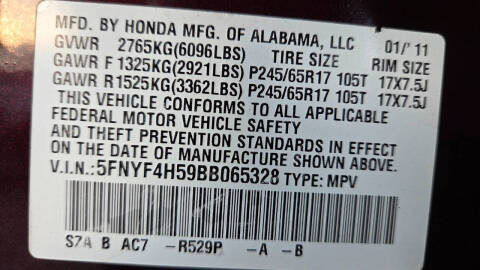 MFD. BY HONDA MFG. OF ALABAMA, LLC 01/'11
GVWR 2765KG(6096LBS) TIRE SIZE RIM SIZE
GAWR F 1325KG(2921LBS) P245/65R17 105T 17X7.5J
GAWR R1525KG(3362LBS) P245/65R17 105T 17X7.5J
THIS VEHICLE CONFORMS TO ALL APPLICABLE
FEDERAL MOTOR VEHICLE SAFETY
AND THEFT PREVENTION STANDARDS IN EFFECT
ON THE DATE OF MANUFACTURE SHOWN ABOVE.
V.I.N.:5FNYF4H59BB065328 TYPE: MPV
SZA B AC7 -R529P -A -B